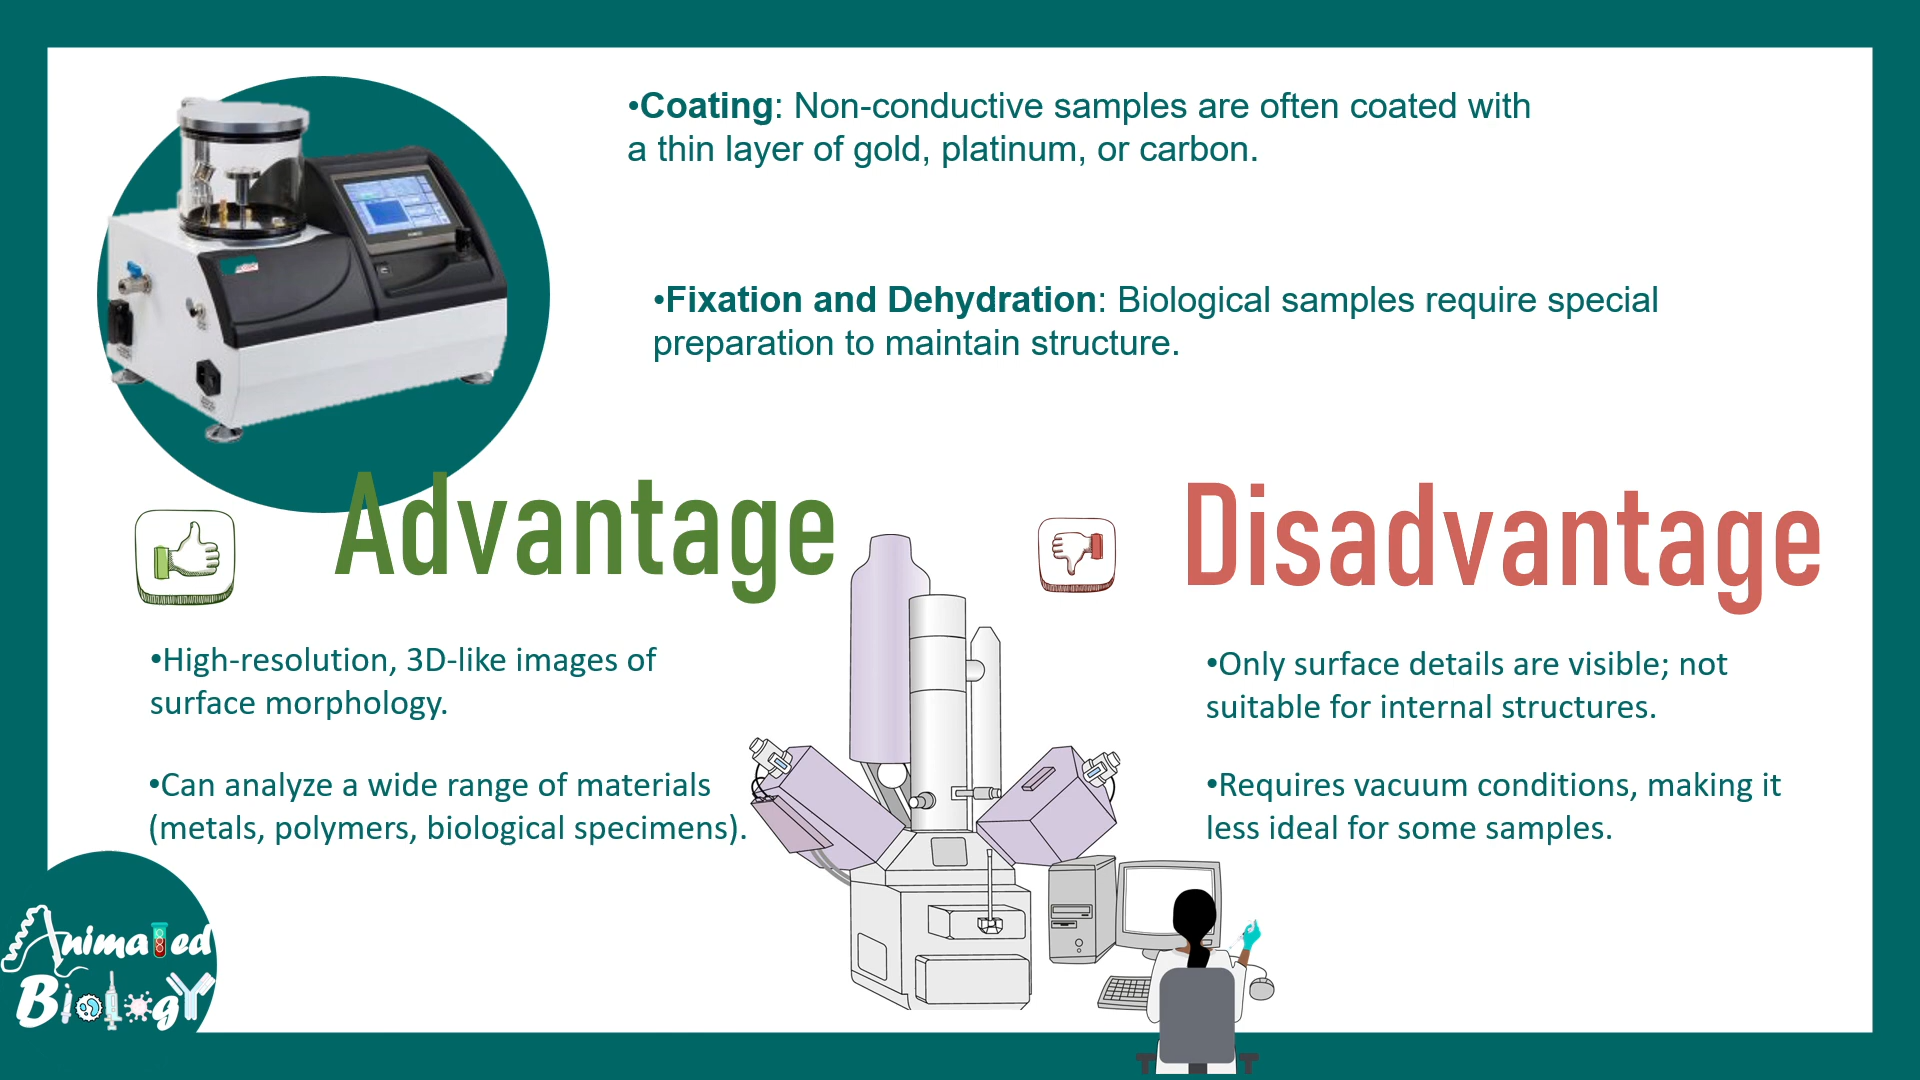 •Coating: Non-conductive samples are often coated with
a thin layer of gold, platinum, or carbon.
•Fixation and Dehydration: Biological samples require special
preparation to maintain structure.
Advantage
•High-resolution, 3D-like images of
surface morphology.
•Can analyze a wide range of materials
(metals, polymers, biological specimens).
Disadvantage
•Only surface details are visible; not
suitable for internal structures.
•Requires vacuum conditions, making it
less ideal for some samples.
Animated
Biology